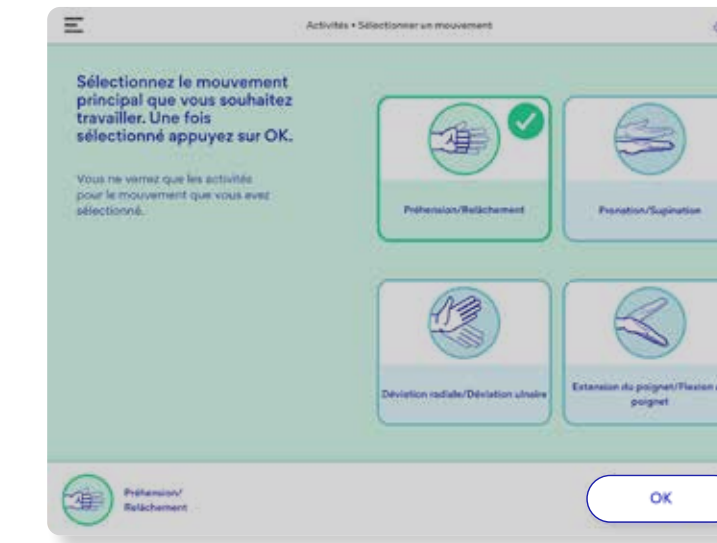 Activités • Sélectionner un mouvement
Sélectionnez le mouvement
principal que vous souhaitez
travailler. Une fois
sélectionné appuyez sur OK.
Vous ne verrez que les activités
pour le mouvement que vous avez
sélectionné.
Préhension/Relâchement
Pronation/Supination
Déviation radiale/Déviation ulnaire
Extension du poignet/Flexion
poignet
Préhension/
Relâchement
OK